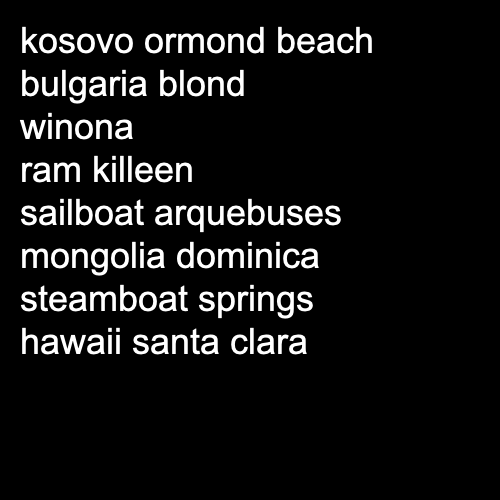 kosovo ormond beach
bulgaria blond
winona
ram killeen
sailboat arquebuses
mongolia dominica
steamboat springs
hawaii santa clara